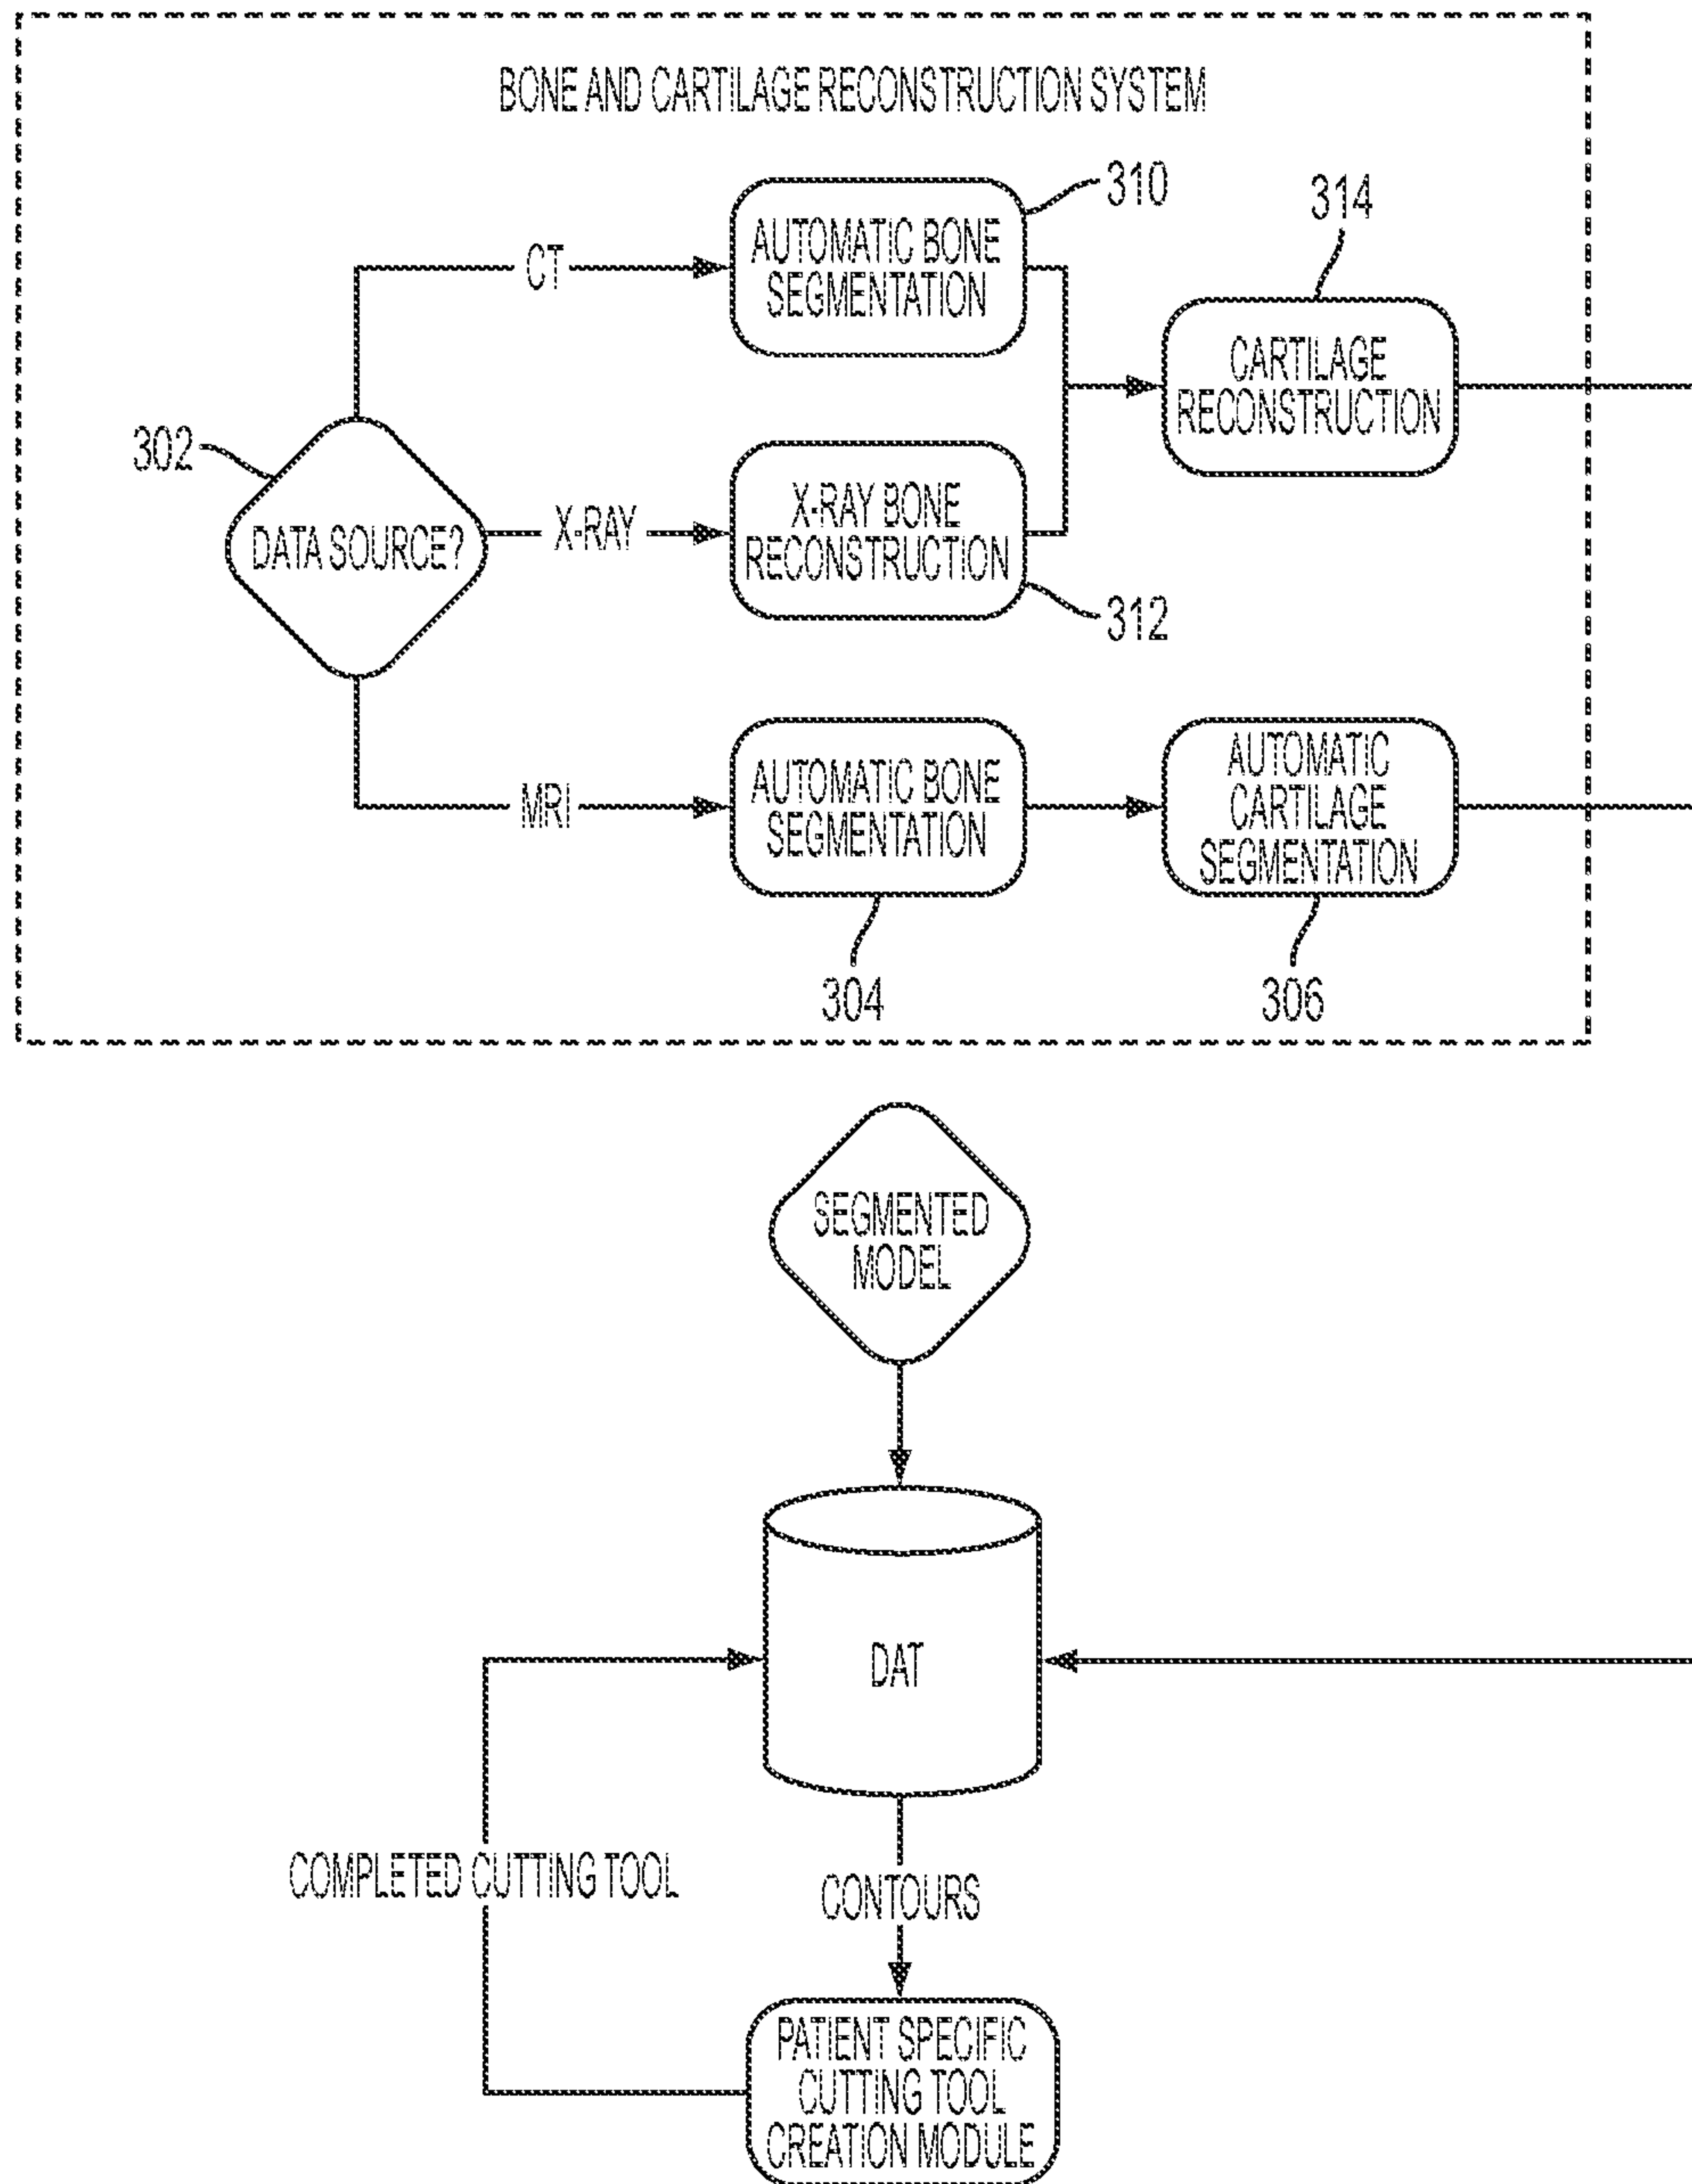 BONE AND CARTILAGE RECONSTRUCTION SYSTEM
310
314
CT
AUTOMATIC BONE
SEGMENTATION
CARTILAGE
RECONSTRUCTION
302
DATA SOURCE?
X-RAY
X-RAY BONE
RECONSTRUCTION
312
MRI
AUTOMATIC BONE
SEGMENTATION
AUTOMATIC
CARTILAGE
SEGMENTATION
304
306
SEGMENTED
MODEL
DAT
COMPLETED CUTTING TOOL
CONTOURS
PATIENT SPECIFIC
CUTTING TOOL
CREATION MODULE